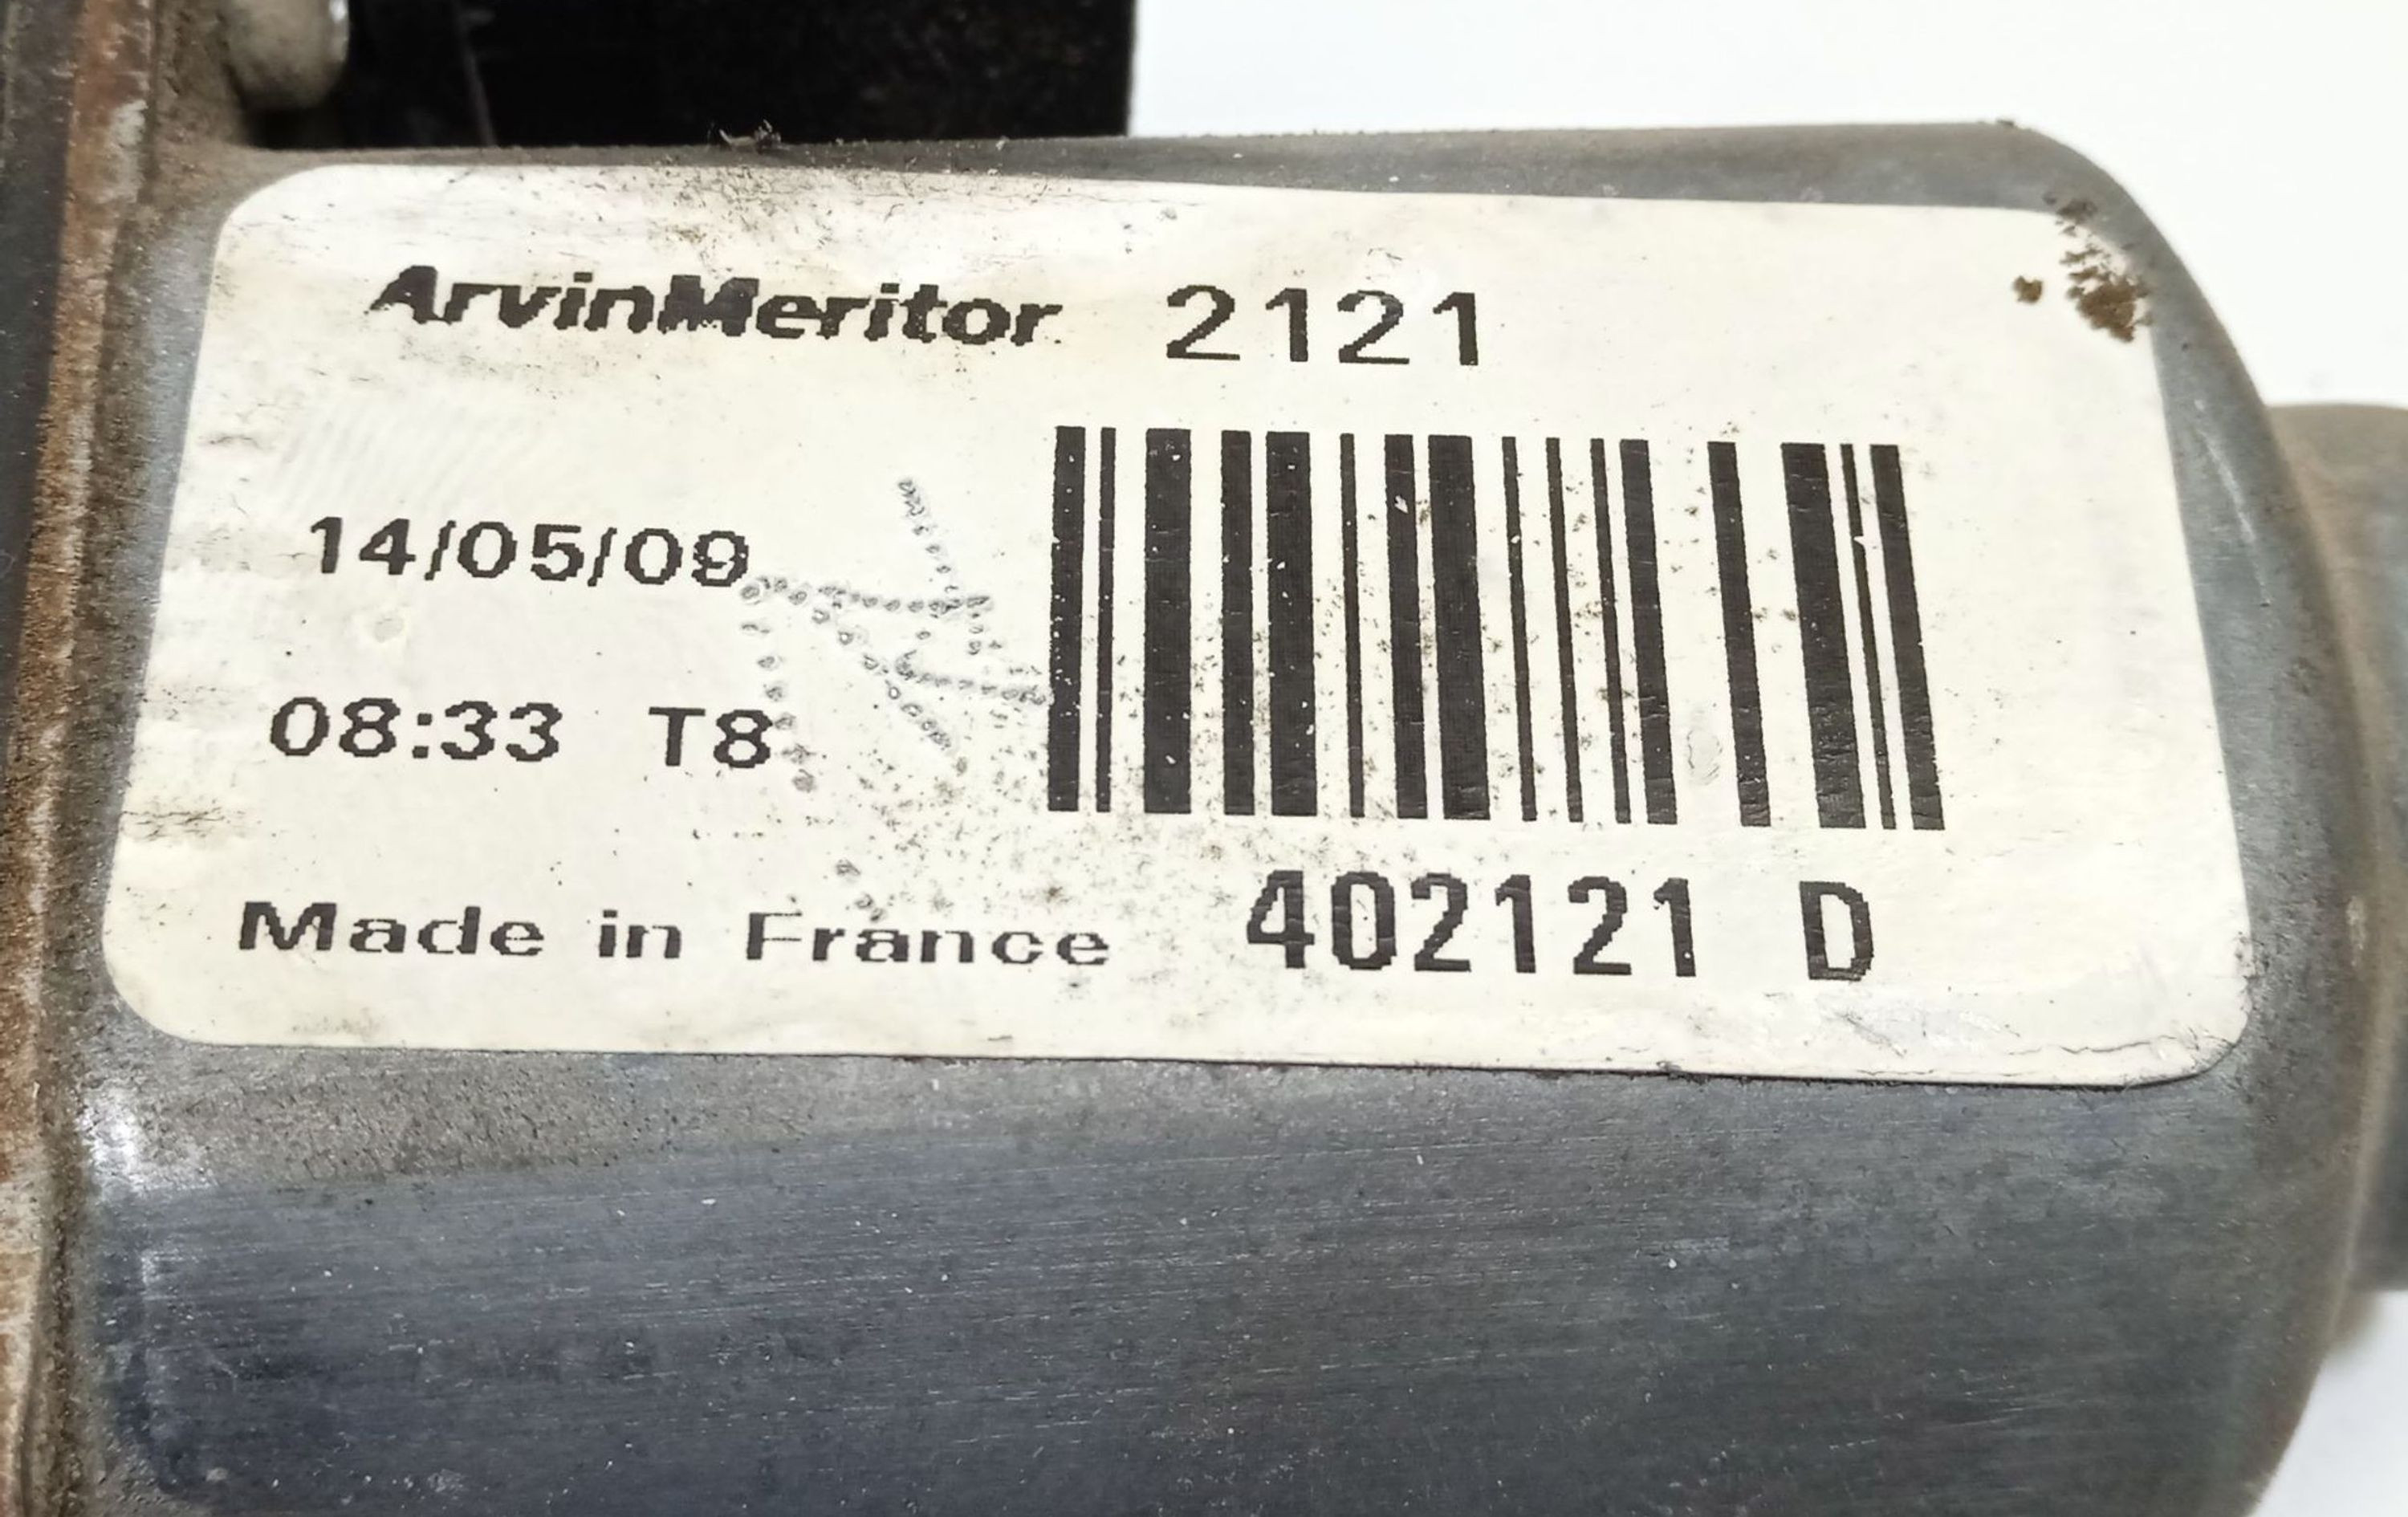 ArvinMeritor 2121
14/05/09
08:33 T8
Made in France 402121 D